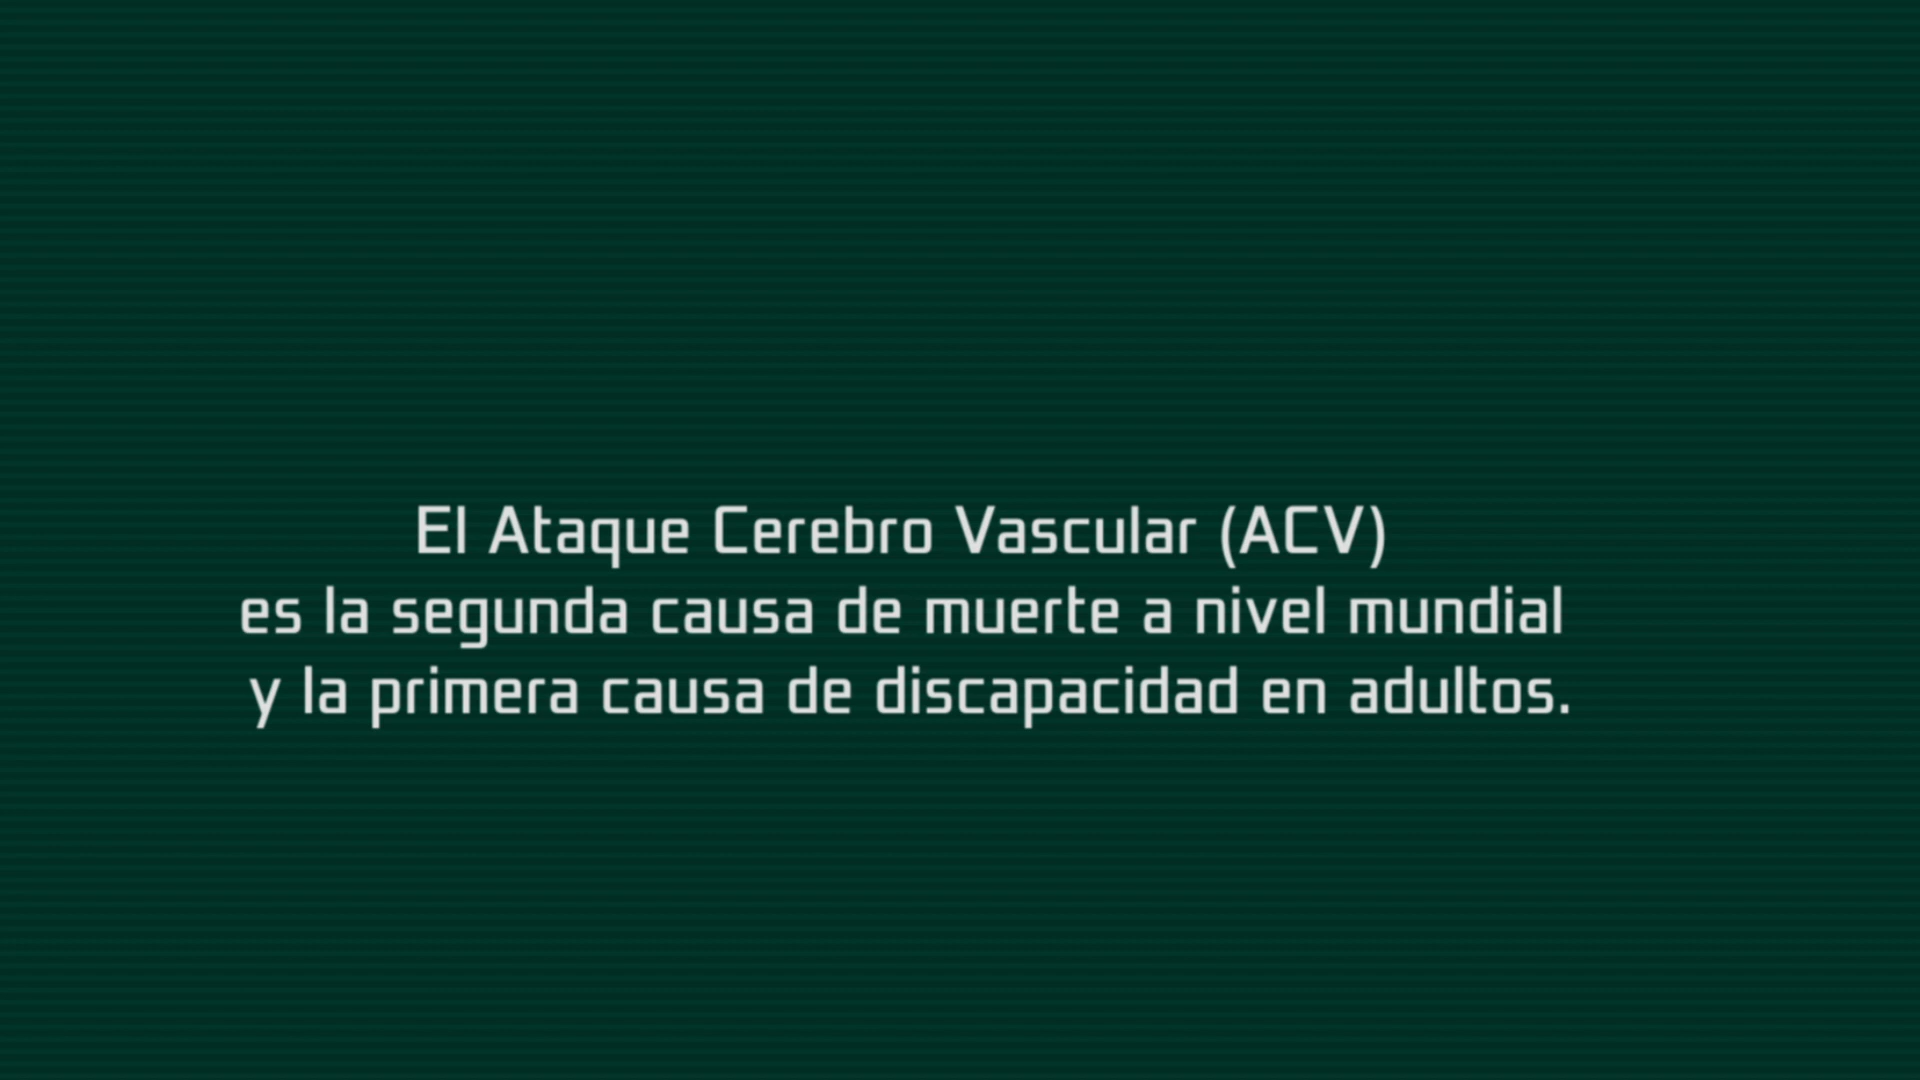 El Ataque Cerebro Vascular (ACV)
es la segunda causa de muerte a nivel mundial
y la primera causa de discapacidad en adultos.